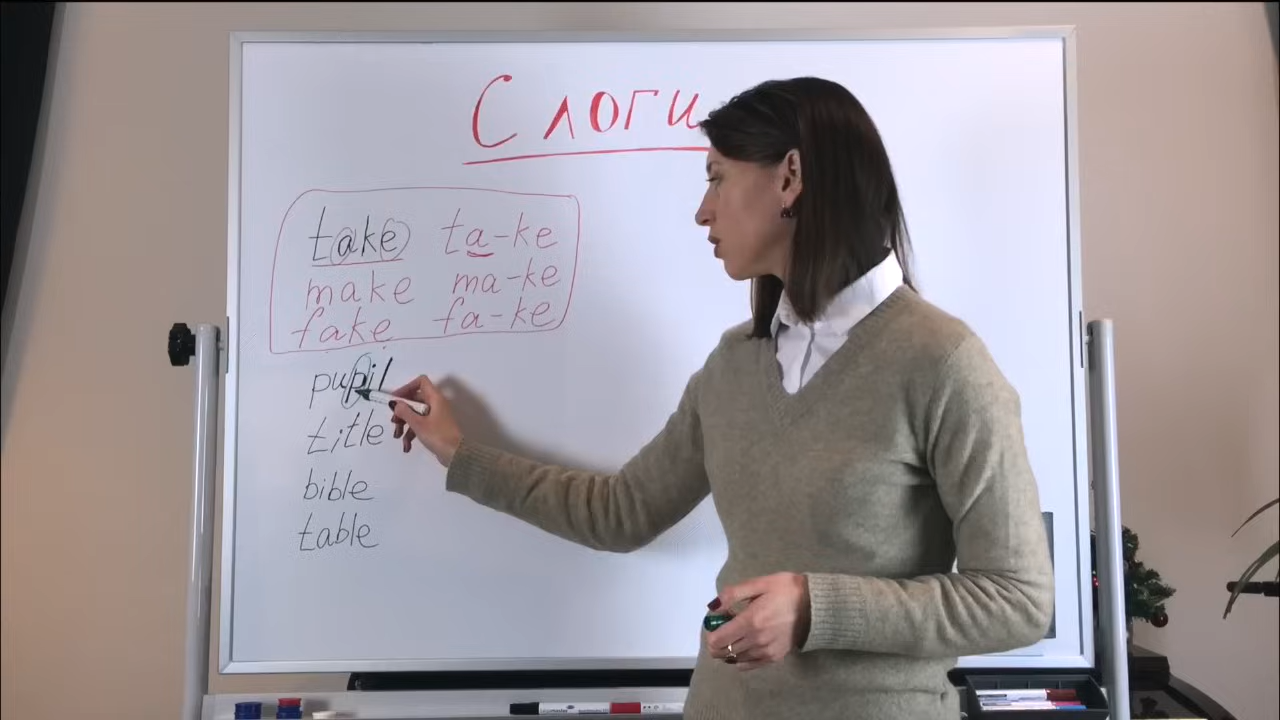 Слоги
take ta-ke
make ma-ke
fake fa-ke
pupil
title
bible
table